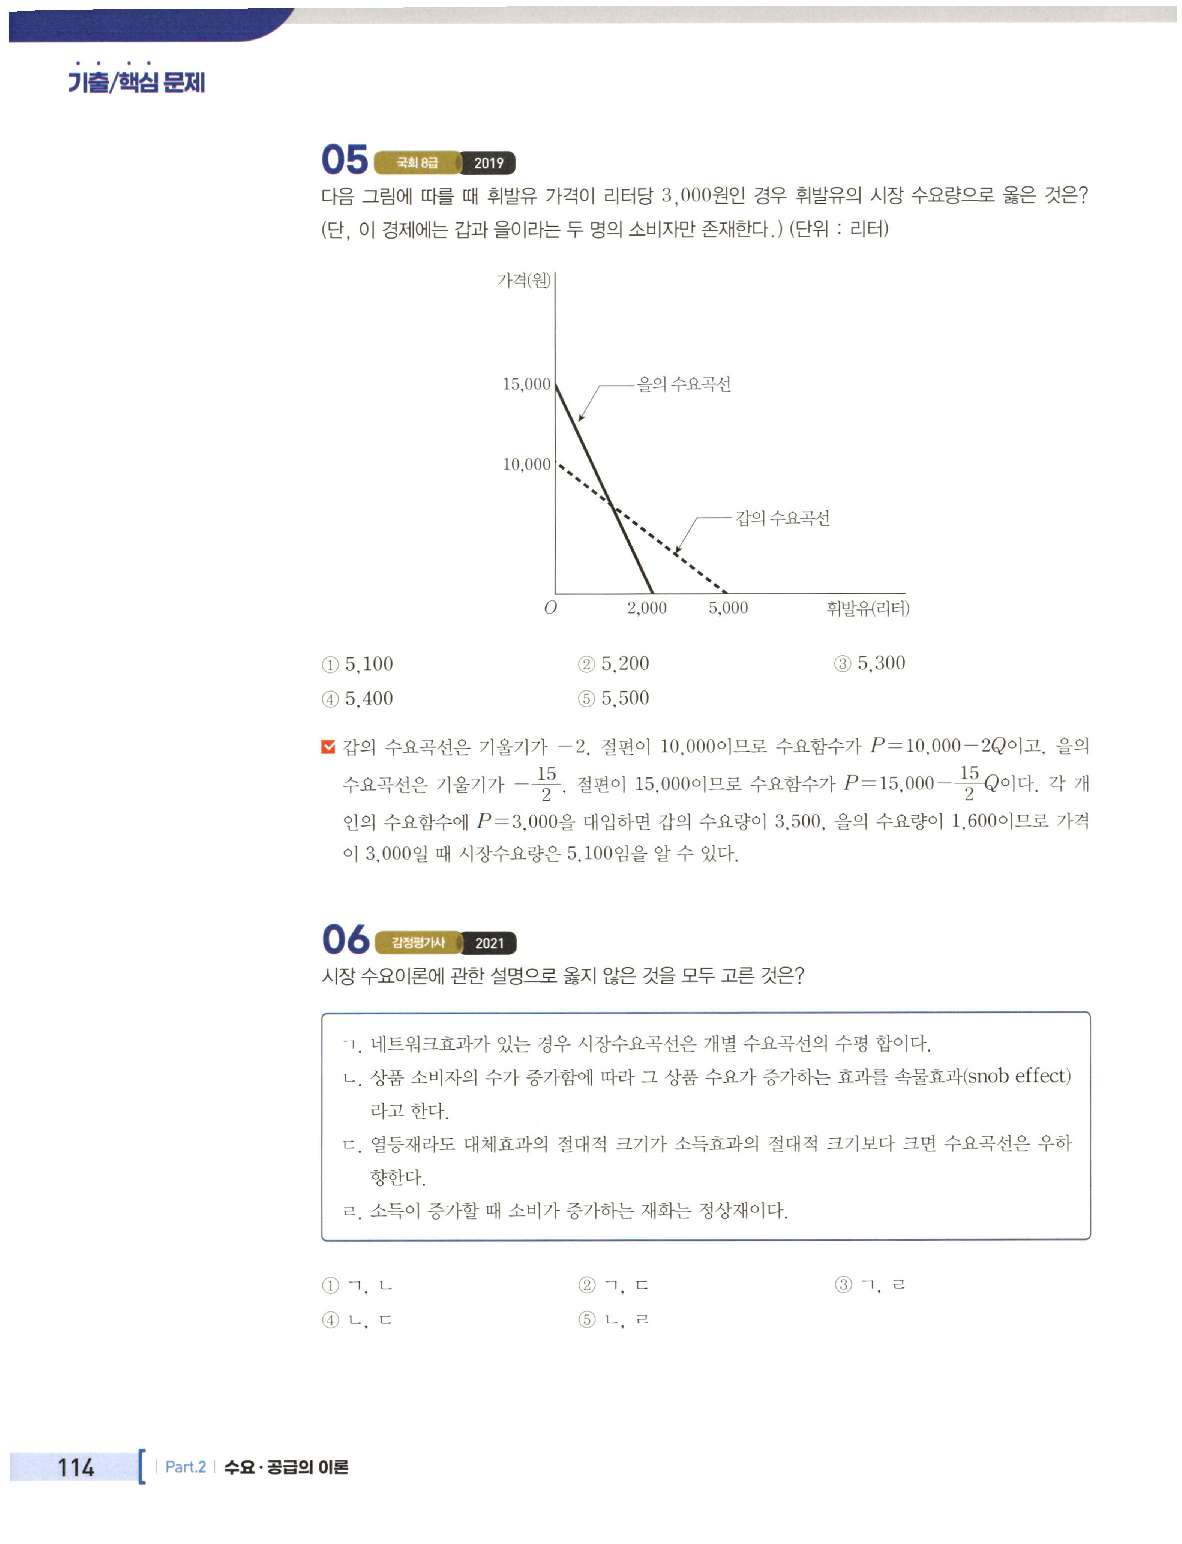 기출/핵심 문제
05 국회 8급 2019
다음 그림에 따를 때 휘발유 가격이 리터당 3,000원인 경우 휘발유의 시장 수요량으로 옳은 것은?
(단, 이 경제에는 갑과 을이라는 두 명의 소비자만 존재한다.) (단위 : 리터)
가격(원)
15,000
을의 수요곡선
10,000
갑의 수요곡선
O 2,000 5,000 휘발유(리터)
① 5,100 ② 5,200 ③ 5,300
④ 5,400 ⑤ 5,500
갑의 수요곡선은 기울기가 −2, 절편이 10,000이므로 수요함수가 P=10,000−2Q이고, 을의
수요곡선은 기울기가 −15/2, 절편이 15,000이므로 수요함수가 P=15,000−15/2Q이다. 각 개
인의 수요함수에 P=3,000을 대입하면 갑의 수요량이 3,500, 을의 수요량이 1,600이므로 가격
이 3,000일 때 시장수요량은 5,100임을 알 수 있다.
06 감정평가사 2021
시장 수요이론에 관한 설명으로 옳지 않은 것을 모두 고른 것은?
ㄱ. 네트워크효과가 있는 경우 시장수요곡선은 개별 수요곡선의 수평 합이다.
ㄴ. 상품 소비자의 수가 증가함에 따라 그 상품 수요가 증가하는 효과를 속물효과(snob effect)
라고 한다.
ㄷ. 열등재라도 대체효과의 절대적 크기가 소득효과의 절대적 크기보다 크면 수요곡선은 우하
향한다.
ㄹ. 소득이 증가할 때 소비가 증가하는 재화는 정상재이다.
① ㄱ, ㄴ ② ㄱ, ㄷ ③ ㄱ, ㄹ
④ ㄴ, ㄷ ⑤ ㄴ, ㄹ
114 Part.2 수요·공급의 이론